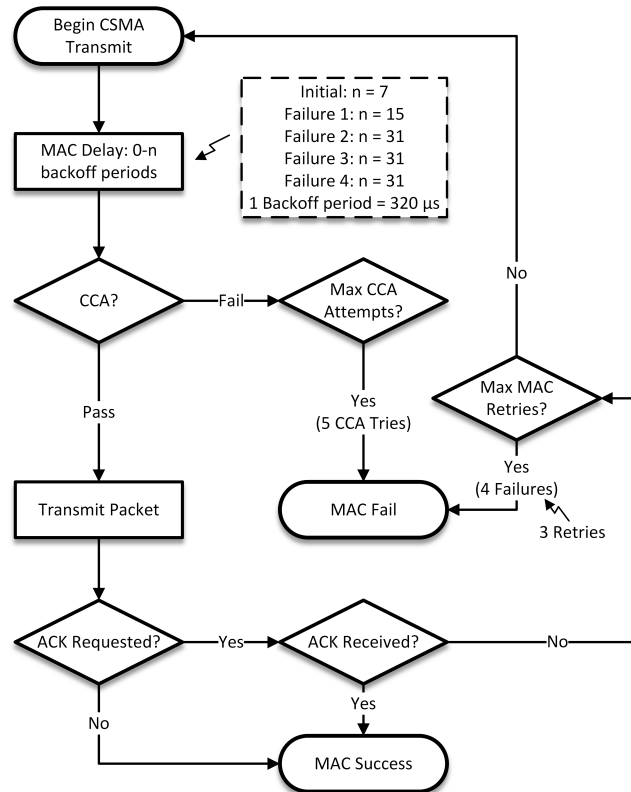 Begin CSMA
Transmit
Initial: n = 7
Failure 1: n = 15
Failure 2: n = 31
Failure 3: n = 31
Failure 4: n = 31
1 Backoff period = 320 µs
MAC Delay: 0-n
backoff periods
No
CCA?
Fail
Max CCA
Attempts?
Pass
Yes
(5 CCA Tries)
Max MAC
Retries?
Yes
(4 Failures)
3 Retries
Transmit Packet
MAC Fail
ACK Requested?
Yes
ACK Received?
No
No
Yes
MAC Success